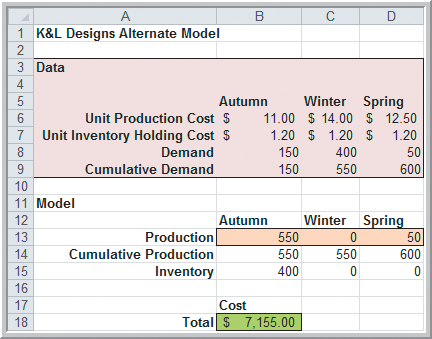 A B C D
1 K&L Designs Alternate Model
2
3 Data
4
5 Autumn Winter Spring
6 Unit Production Cost $ 11.00 $ 14.00 $ 12.50
7 Unit Inventory Holding Cost $ 1.20 $ 1.20 $ 1.20
8 Demand 150 400 50
9 Cumulative Demand 150 550 600
10
11 Model
12 Autumn Winter Spring
13 Production 550 0 50
14 Cumulative Production 550 550 600
15 Inventory 400 0 0
16
17 Cost
18 Total $ 7,155.00